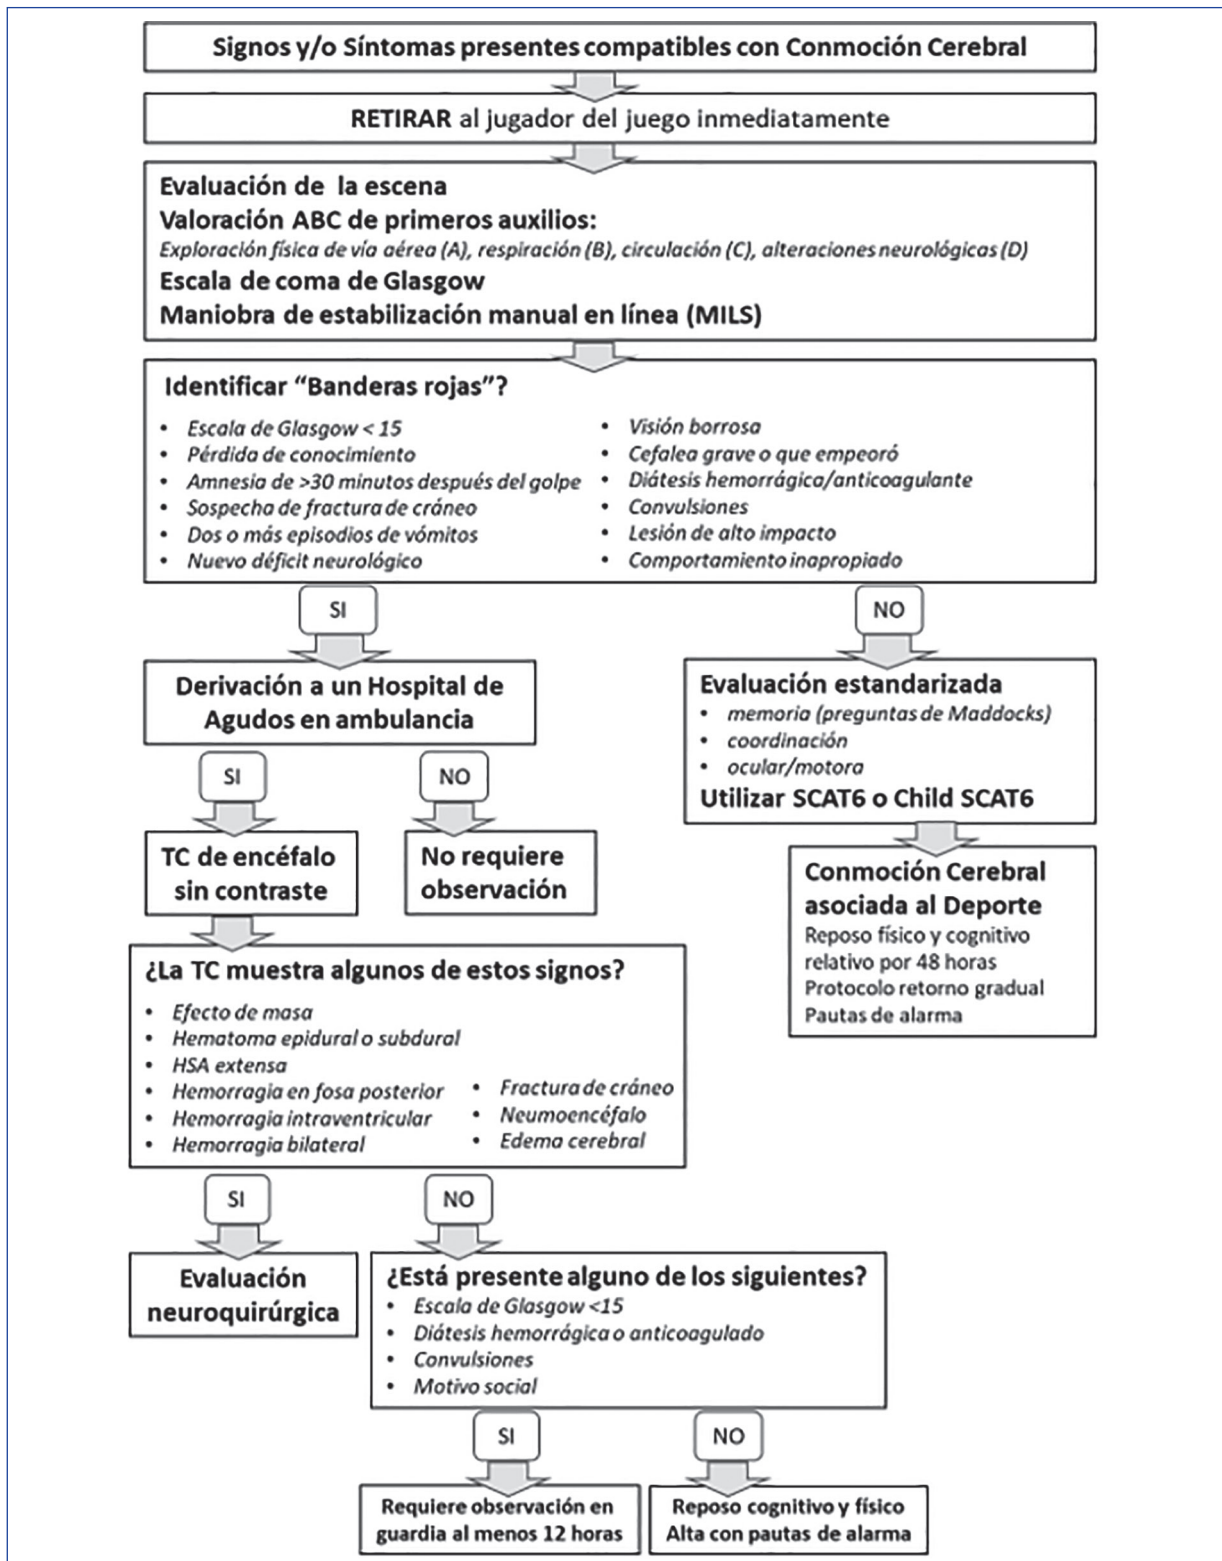 Signos y/o Síntomas presentes compatibles con Conmoción Cerebral
RETIRAR al jugador del juego inmediatamente
Evaluación de la escena
Valoración ABC de primeros auxilios:
Exploración física de vía aérea (A), respiración (B), circulación (C), alteraciones neurológicas (D)
Escala de coma de Glasgow
Maniobra de estabilización manual en línea (MILS)
Identificar “Banderas rojas”?
• Escala de Glasgow < 15
• Pérdida de conocimiento
• Amnesia de >30 minutos después del golpe
• Sospecha de fractura de cráneo
• Dos o más episodios de vómitos
• Nuevo déficit neurológico
• Visión borrosa
• Cefalea grave o que empeoró
• Diátesis hemorrágica/anticoagulante
• Convulsiones
• Lesión de alto impacto
• Comportamiento inapropiado
SI
NO
Derivación a un Hospital de
Agudos en ambulancia
Evaluación estandarizada
• memoria (preguntas de Maddocks)
• coordinación
• ocular/motora
Utilizar SCAT6 o Child SCAT6
SI
NO
TC de encéfalo
sin contraste
No requiere
observación
Conmoción Cerebral
asociada al Deporte
Reposo físico y cognitivo
relativo por 48 horas
Protocolo retorno gradual
Pautas de alarma
¿La TC muestra algunos de estos signos?
• Efecto de masa
• Hematoma epidural o subdural
• HSA extensa
• Hemorragia en fosa posterior
• Hemorragia intraventricular
• Hemorragia bilateral
• Fractura de cráneo
• Neumoencéfalo
• Edema cerebral
SI
NO
Evaluación
neuroquirúrgica
¿Está presente alguno de los siguientes?
• Escala de Glasgow <15
• Diátesis hemorrágica o anticoagulado
• Convulsiones
• Motivo social
SI
NO
Requiere observación en
guardia al menos 12 horas
Reposo cognitivo y físico
Alta con pautas de alarma